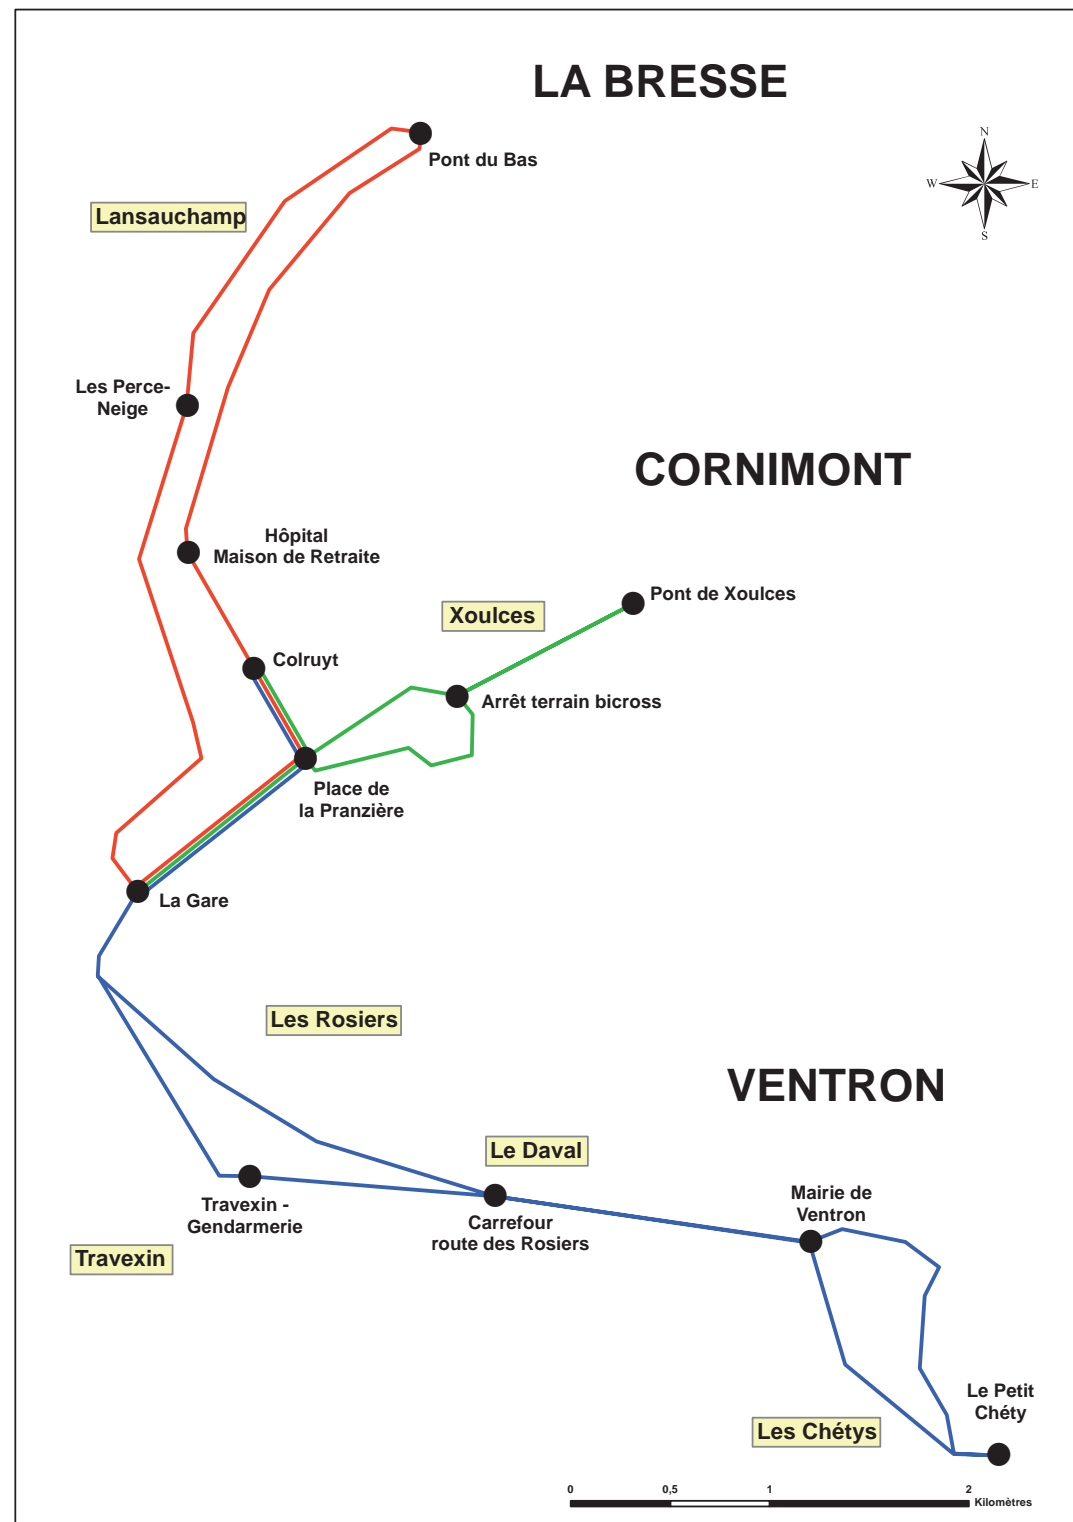 LA BRESSE
N
Pont du Bas
W
E
Lansauchamp
S
Les Perce-
Neige
CORNIMONT
Hôpital
Maison de Retraite
Pont de Xoulces
Xoulces
Colruyt
Arrêt terrain bicross
Place de
la Pranzière
La Gare
Les Rosiers
VENTRON
Le Daval
Mairie de
Ventron
Travexin -
Gendarmerie
Carrefour
route des Rosiers
Travexin
Le Petit
Chéty
Les Chétys
0 0,5 1 2
Kilomètres